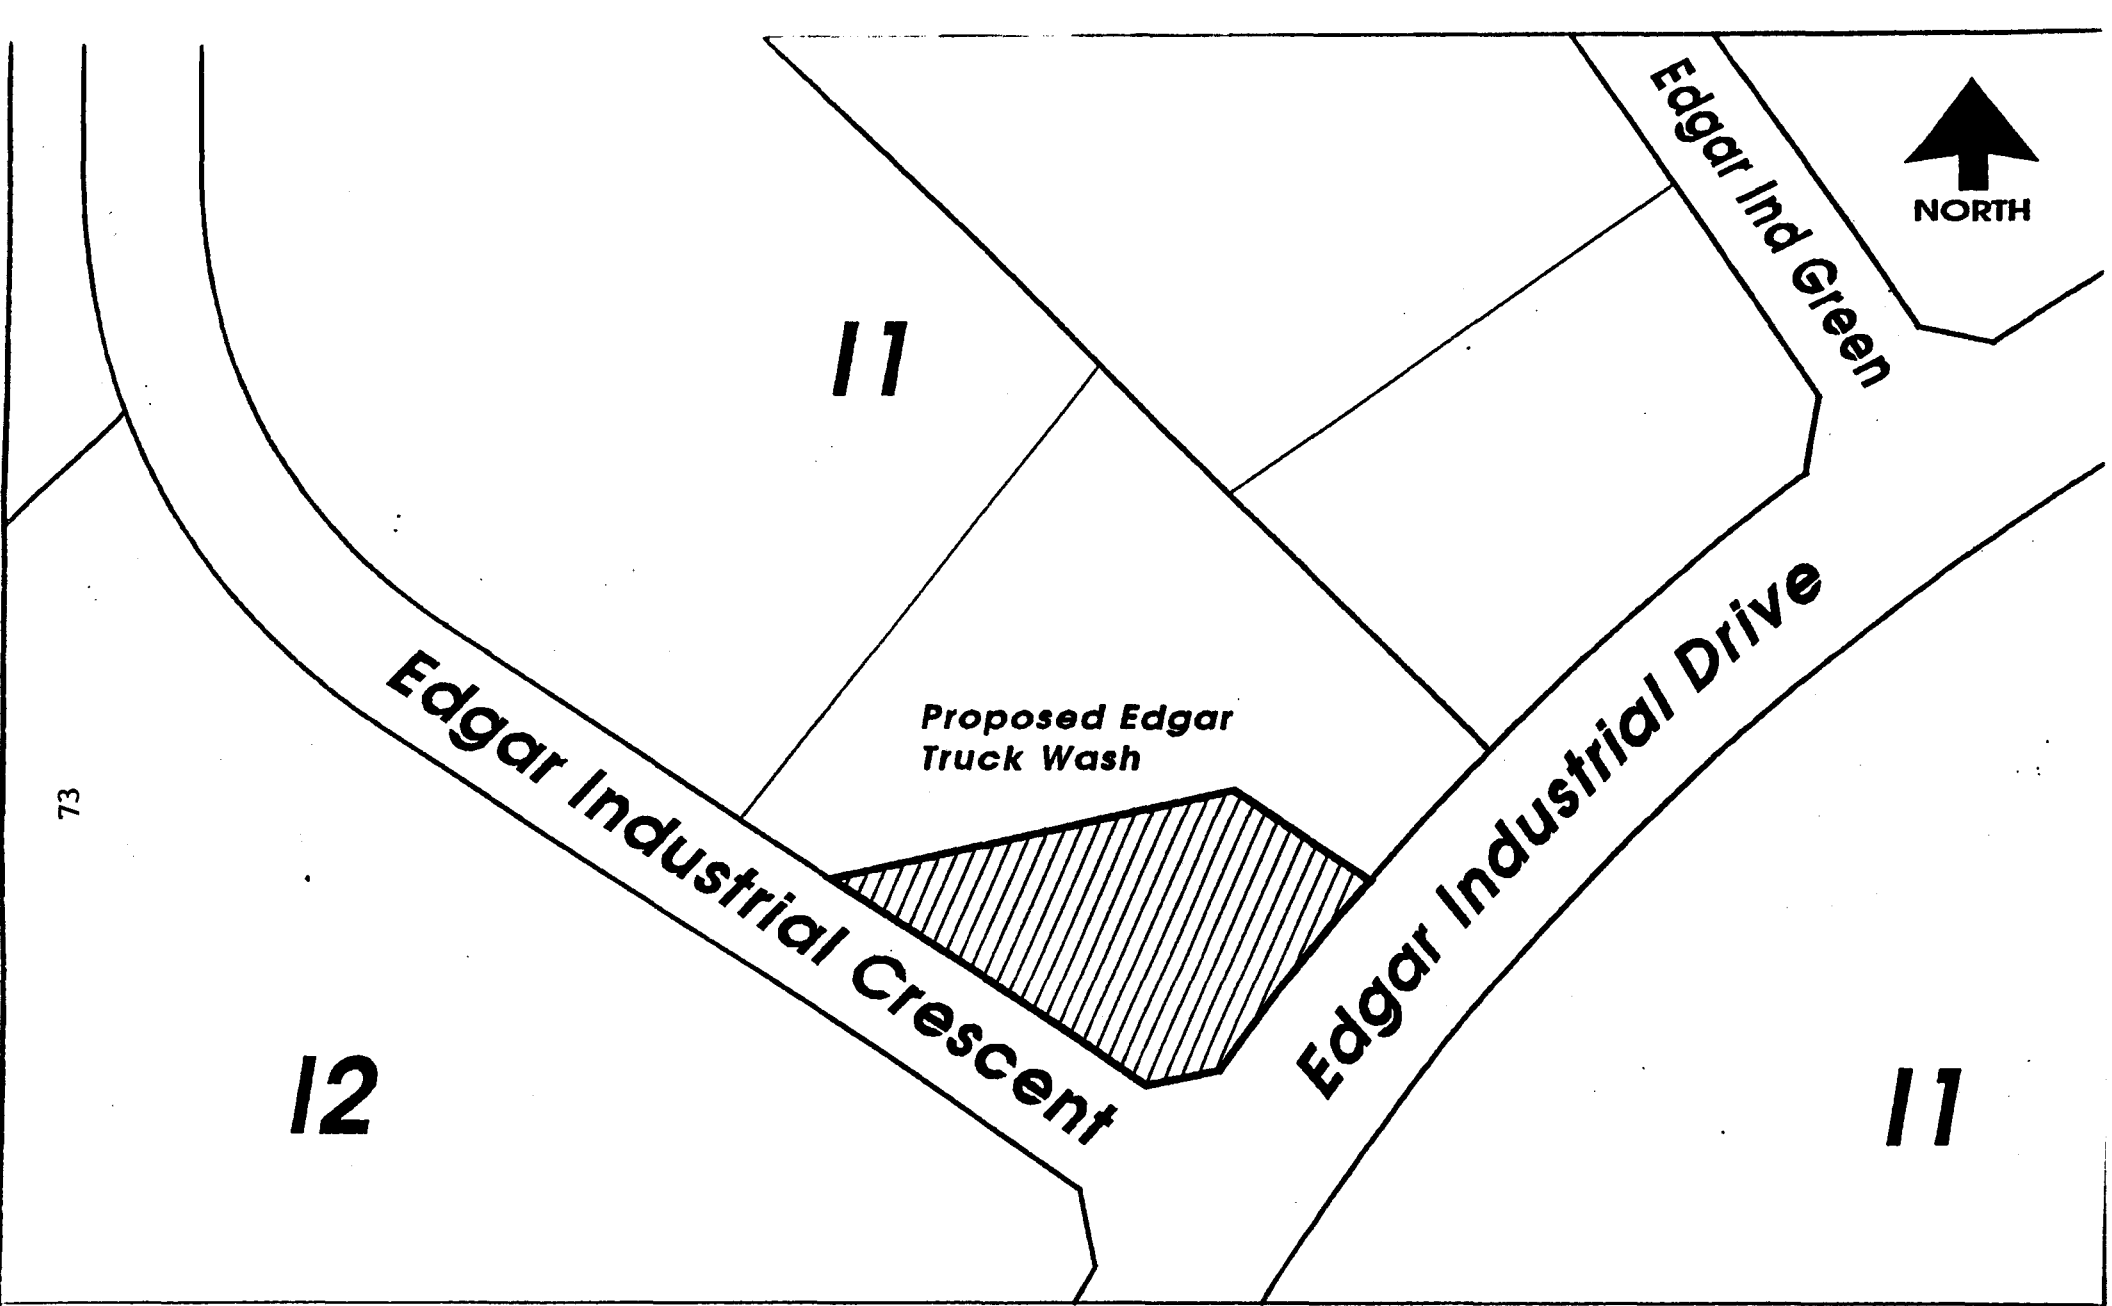 Edgar Ind Green
NORTH
I1
Proposed Edgar
Truck Wash
Edgar Industrial Drive
Edgar Industrial Crescent
73
I2
I1